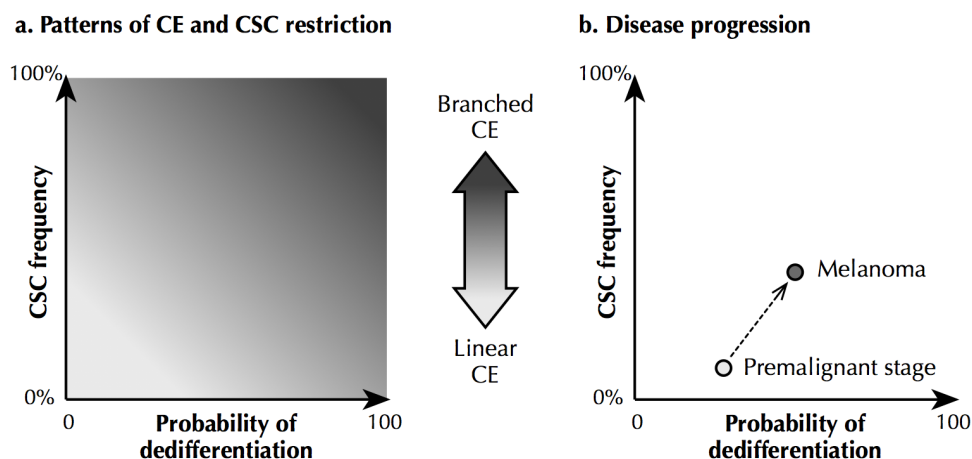 a. Patterns of CE and CSC restriction
100%
CSC frequency
0%
0
100
Probability of
dedifferentiation
Branched
CE
Linear
CE
b. Disease progression
100%
CSC frequency
0%
0
100
Probability of
dedifferentiation
Melanoma
Premalignant stage